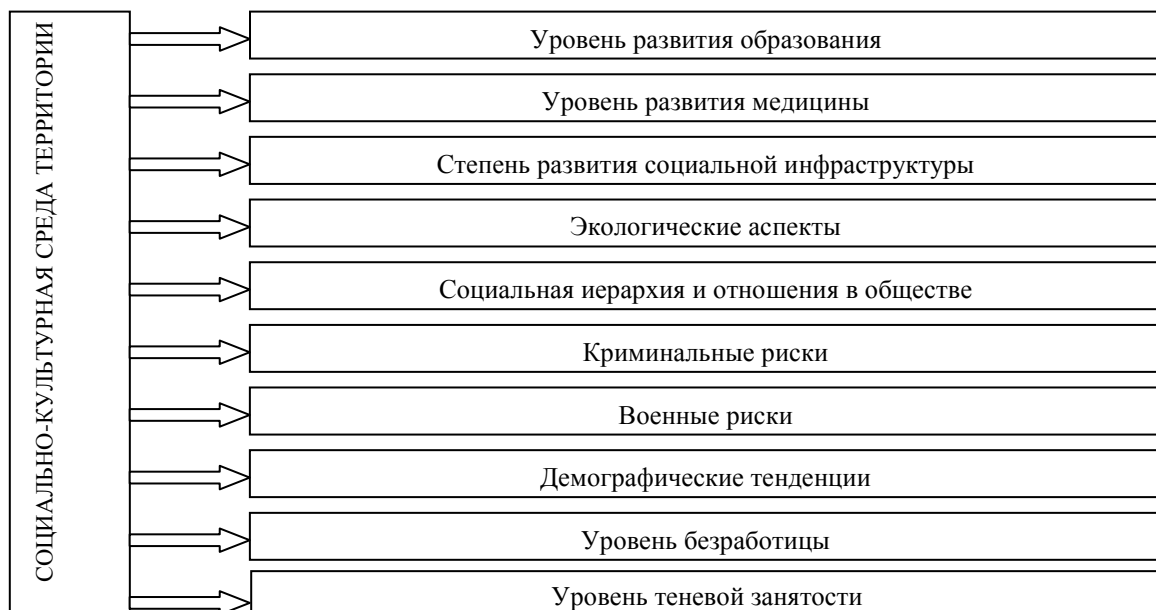 СОЦИАЛЬНО-КУЛЬТУРНАЯ СРЕДА ТЕРРИТОРИИ
Уровень развития образования
Уровень развития медицины
Степень развития социальной инфраструктуры
Экологические аспекты
Социальная иерархия и отношения в обществе
Криминальные риски
Военные риски
Демографические тенденции
Уровень безработицы
Уровень теневой занятости